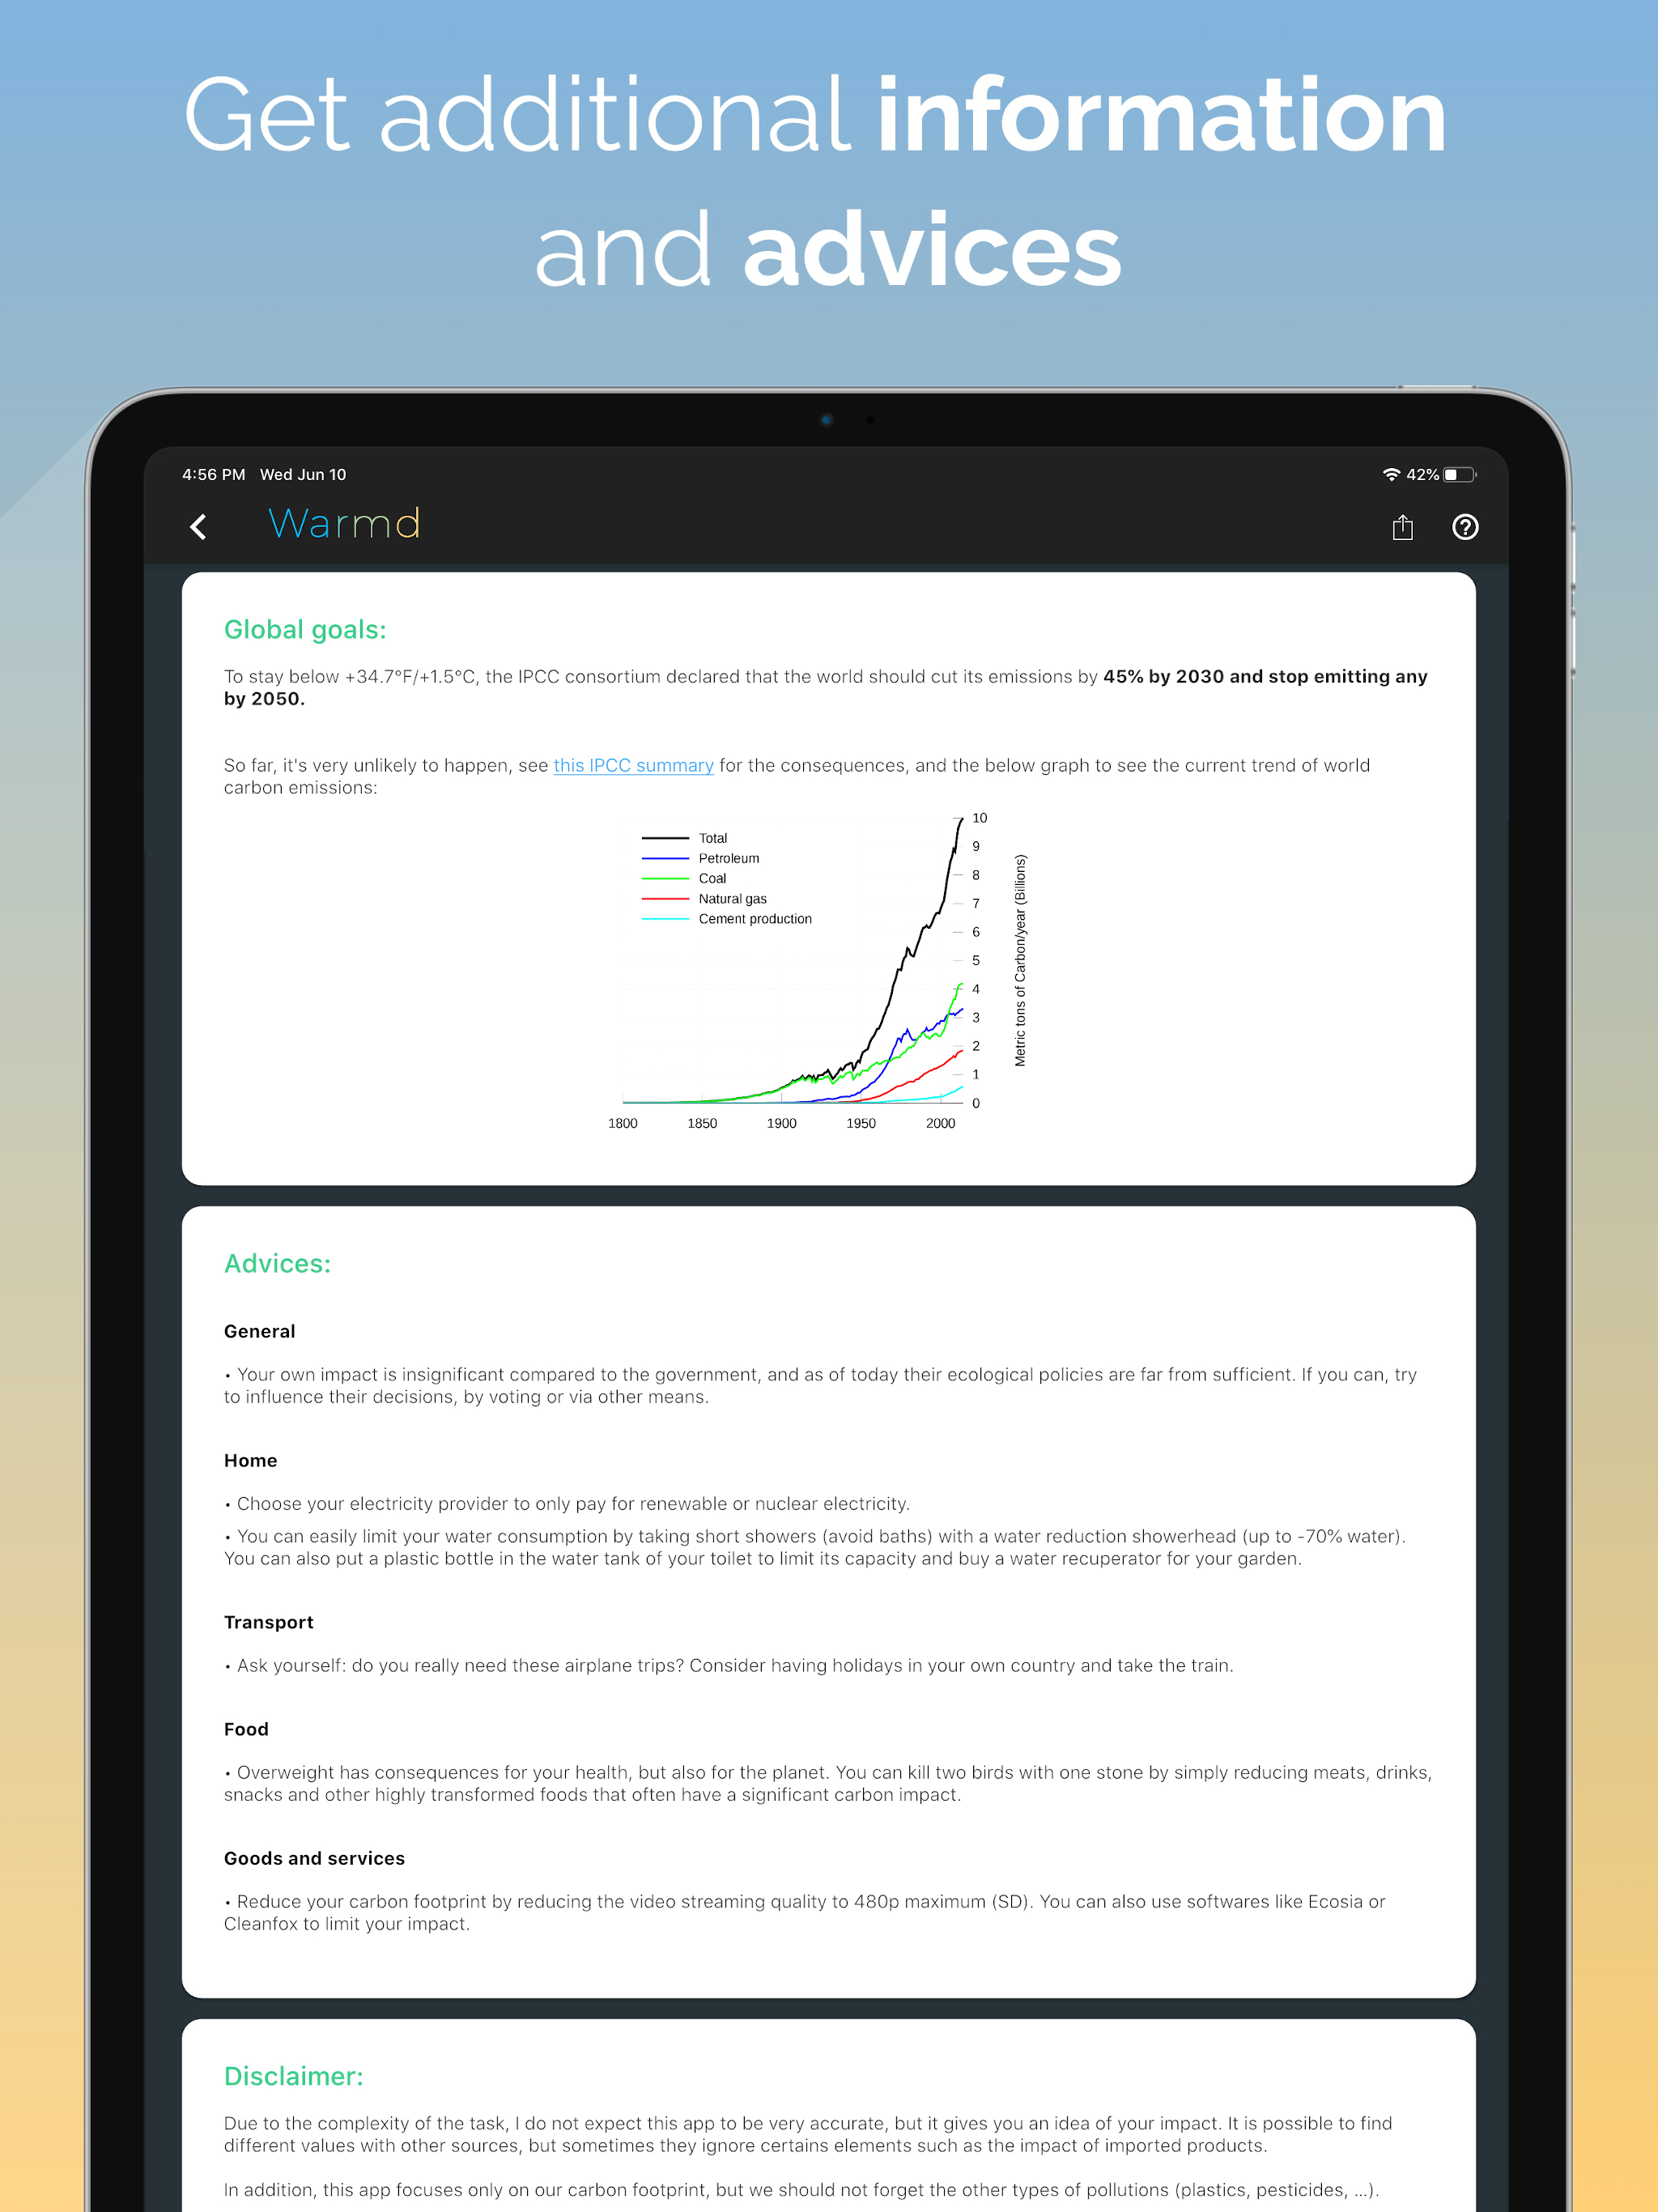 Get additional information
and advices
4:56 PM Wed Jun 10
42%
Warmd
Global goals:
To stay below +34.7°F/+1.5°C, the IPCC consortium declared that the world should cut its emissions by 45% by 2030 and stop emitting any
by 2050.
So far, it's very unlikely to happen, see this IPCC summary for the consequences, and the below graph to see the current trend of world
carbon emissions:
Total
Petroleum
Coal
Natural gas
Cement production
10
9
8
7
6
5
4
3
2
1
0
Metric tons of Carbon/year (Billions)
1800 1850 1900 1950 2000
Advices:
General
• Your own impact is insignificant compared to the government, and as of today their ecological policies are far from sufficient. If you can, try
to influence their decisions, by voting or via other means.
Home
• Choose your electricity provider to only pay for renewable or nuclear electricity.
• You can easily limit your water consumption by taking short showers (avoid baths) with a water reduction showerhead (up to -70% water).
You can also put a plastic bottle in the water tank of your toilet to limit its capacity and buy a water recuperator for your garden.
Transport
• Ask yourself: do you really need these airplane trips? Consider having holidays in your own country and take the train.
Food
• Overweight has consequences for your health, but also for the planet. You can kill two birds with one stone by simply reducing meats, drinks,
snacks and other highly transformed foods that often have a significant carbon impact.
Goods and services
• Reduce your carbon footprint by reducing the video streaming quality to 480p maximum (SD). You can also use softwares like Ecosia or
Cleanfox to limit your impact.
Disclaimer:
Due to the complexity of the task, I do not expect this app to be very accurate, but it gives you an idea of your impact. It is possible to find
different values with other sources, but sometimes they ignore certains elements such as the impact of imported products.
In addition, this app focuses only on our carbon footprint, but we should not forget the other types of pollutions (plastics, pesticides, ...).